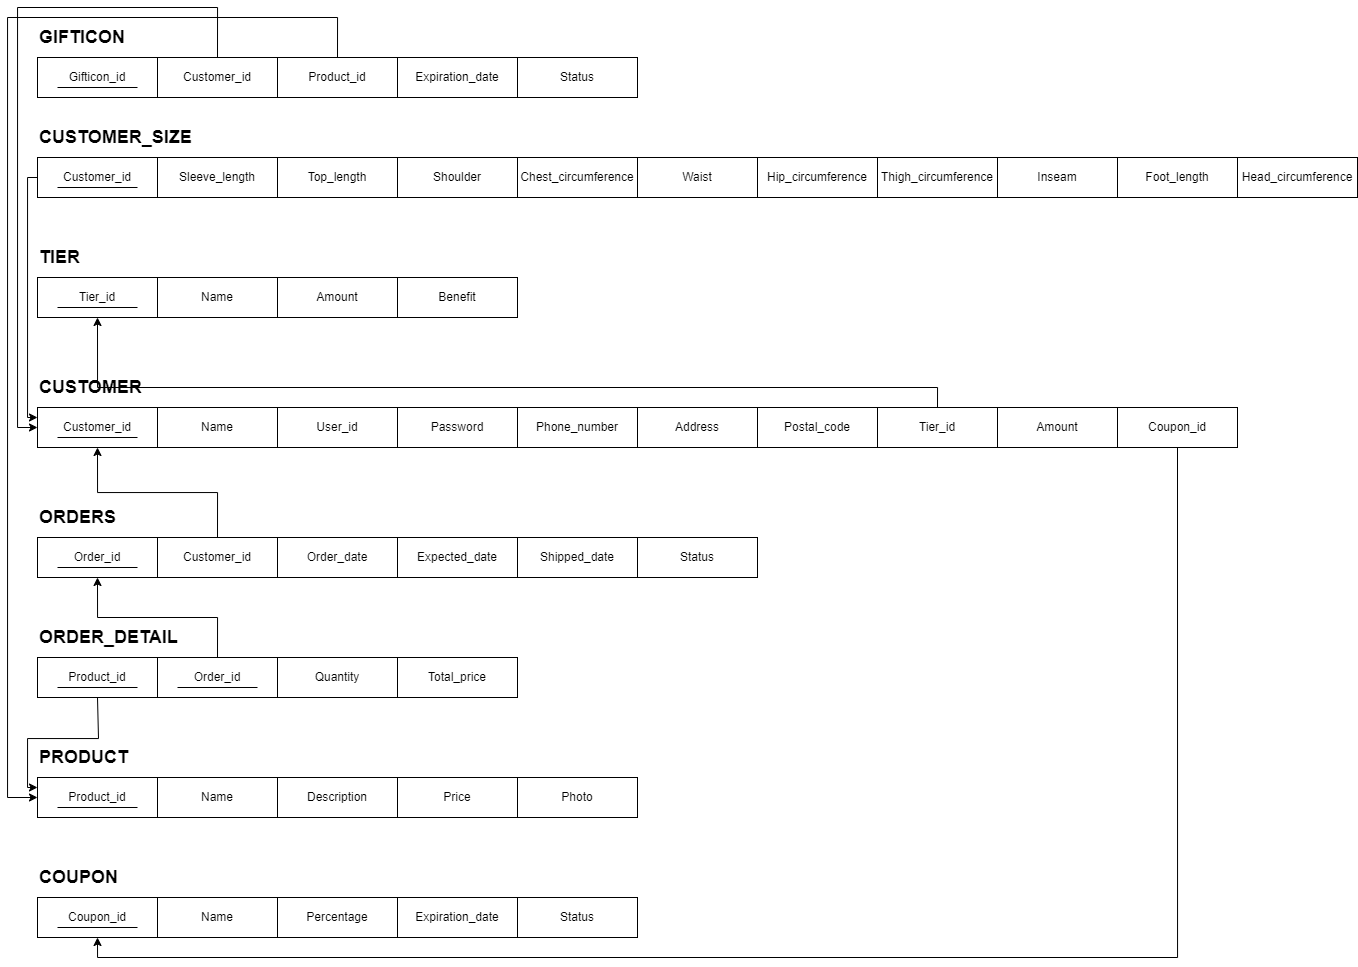 GIFTICON
Gifticon_id Customer_id Product_id Expiration_date Status
CUSTOMER_SIZE
Customer_id Sleeve_length Top_length Shoulder Chest_circumference Waist Hip_circumference Thigh_circumference Inseam Foot_length Head_circumference
TIER
Tier_id Name Amount Benefit
CUSTOMER
Customer_id Name User_id Password Phone_number Address Postal_code Tier_id Amount Coupon_id
ORDERS
Order_id Customer_id Order_date Expected_date Shipped_date Status
ORDER_DETAIL
Product_id Order_id Quantity Total_price
PRODUCT
Product_id Name Description Price Photo
COUPON
Coupon_id Name Percentage Expiration_date Status